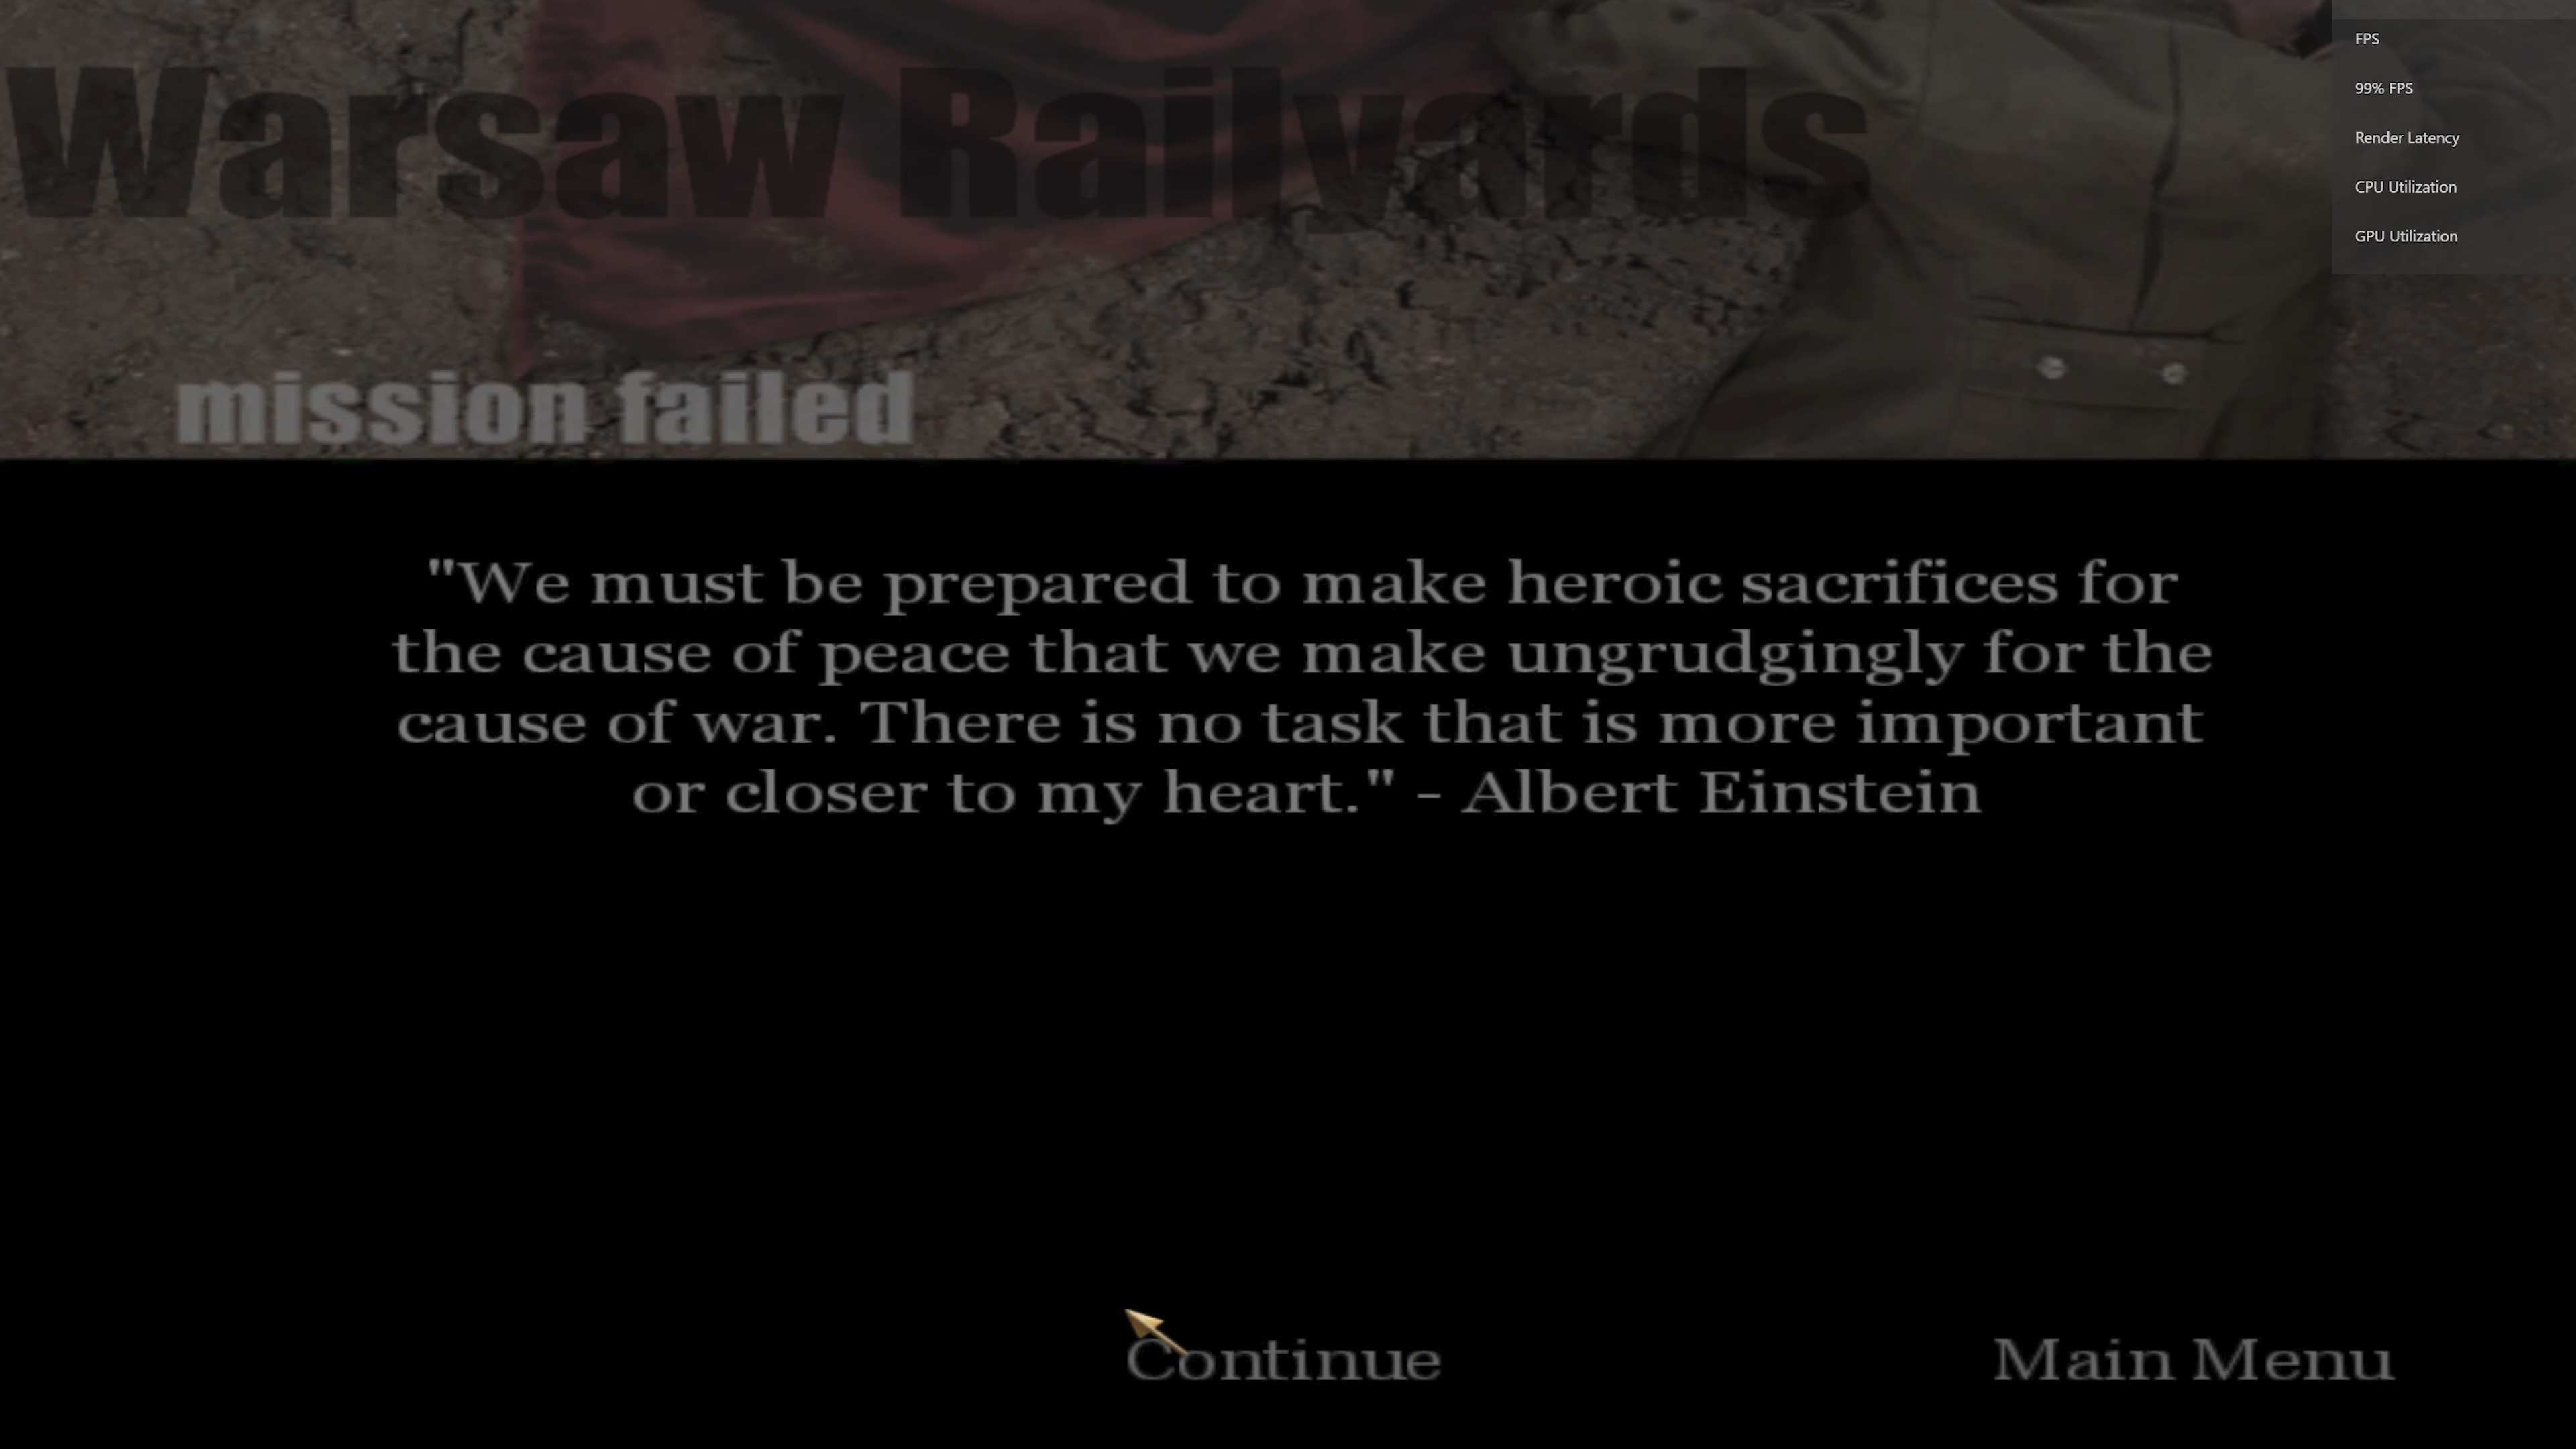 Warsaw Railyards
FPS
99% FPS
Render Latency
CPU Utilization
GPU Utilization
mission failed
"We must be prepared to make heroic sacrifices for
the cause of peace that we make ungrudgingly for the
cause of war. There is no task that is more important
or closer to my heart." - Albert Einstein
Continue
Main Menu